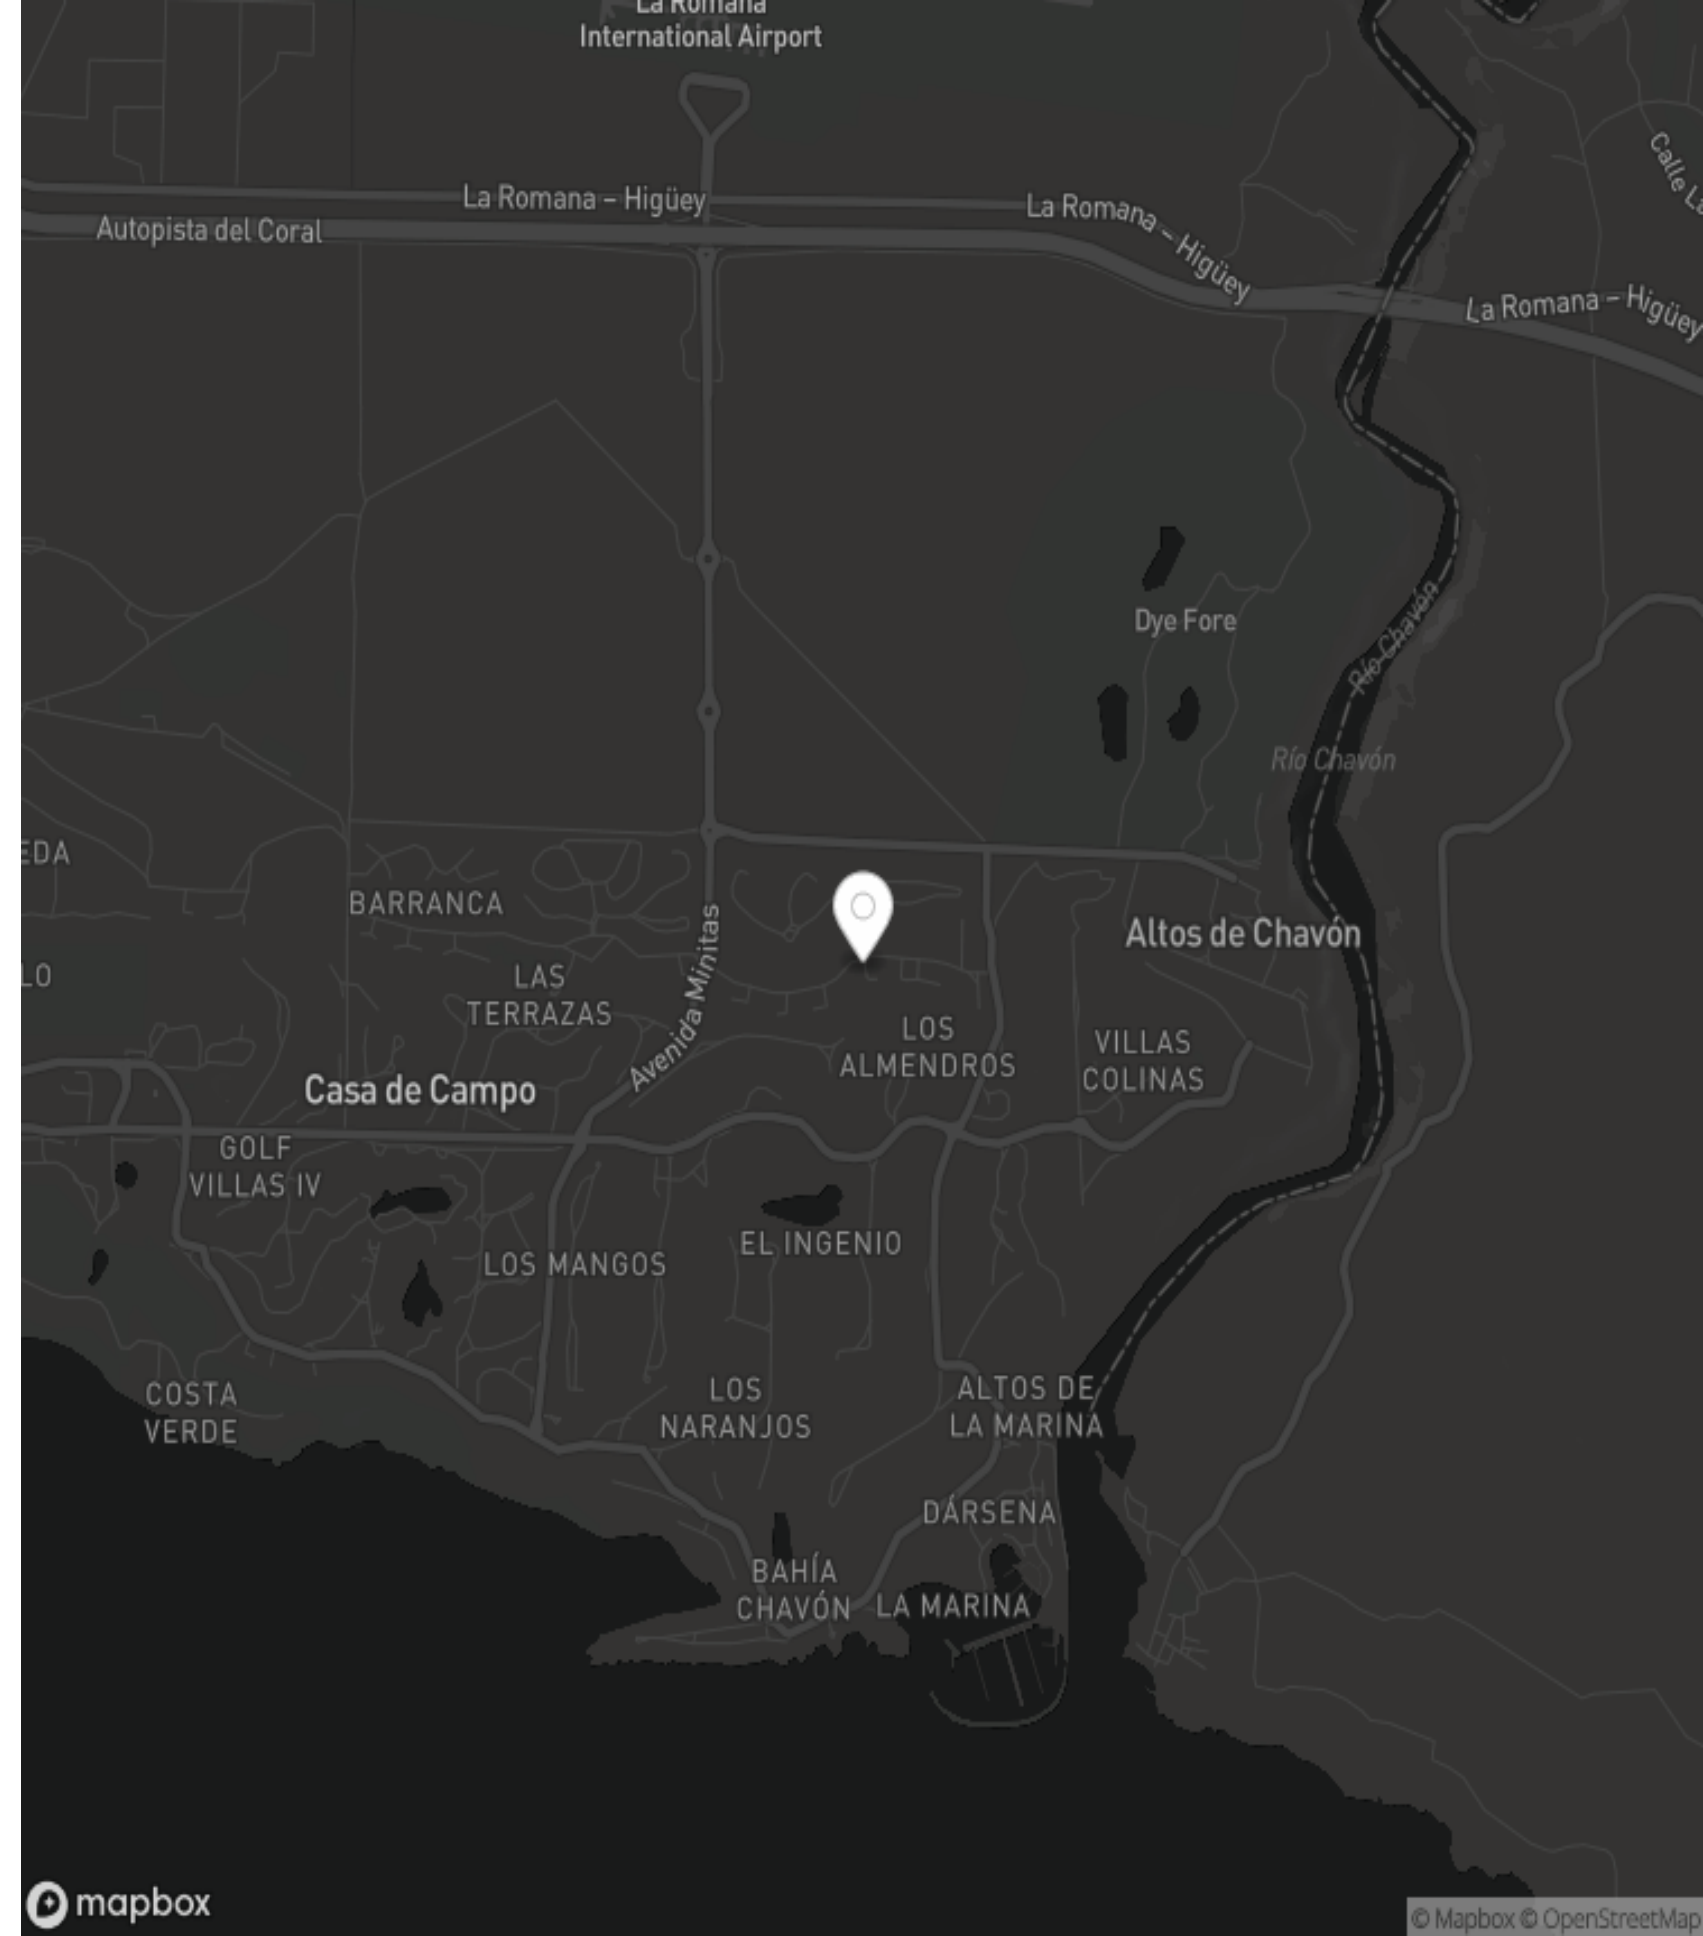 La Romana
International Airport
La Romana – Higüey
La Romana – Higüey
Autopista del Coral
La Romana – Higüey
Dye Fore
Río Chavón
Río Chavón
EDA
BARRANCA
Altos de Chavón
Avenida Minitas
LO
LAS
TERRAZAS
LOS
ALMENDROS
VILLAS
COLINAS
Casa de Campo
GOLF
VILLAS IV
EL INGENIO
LOS MANGOS
COSTA
VERDE
LOS
NARANJOS
ALTOS DE
LA MARINA
DÁRSENA
BAHÍA
CHAVÓN
LA MARINA
mapbox
© Mapbox © OpenStreetMap